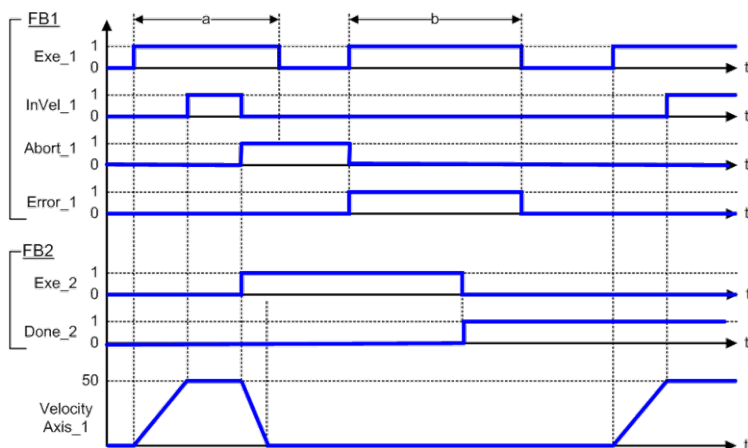 FB1
a
b
Exe_1
1
0
t
InVel_1
1
0
t
Abort_1
1
0
t
Error_1
1
0
t
FB2
Exe_2
1
0
t
Done_2
1
0
t
50
Velocity
Axis_1
t